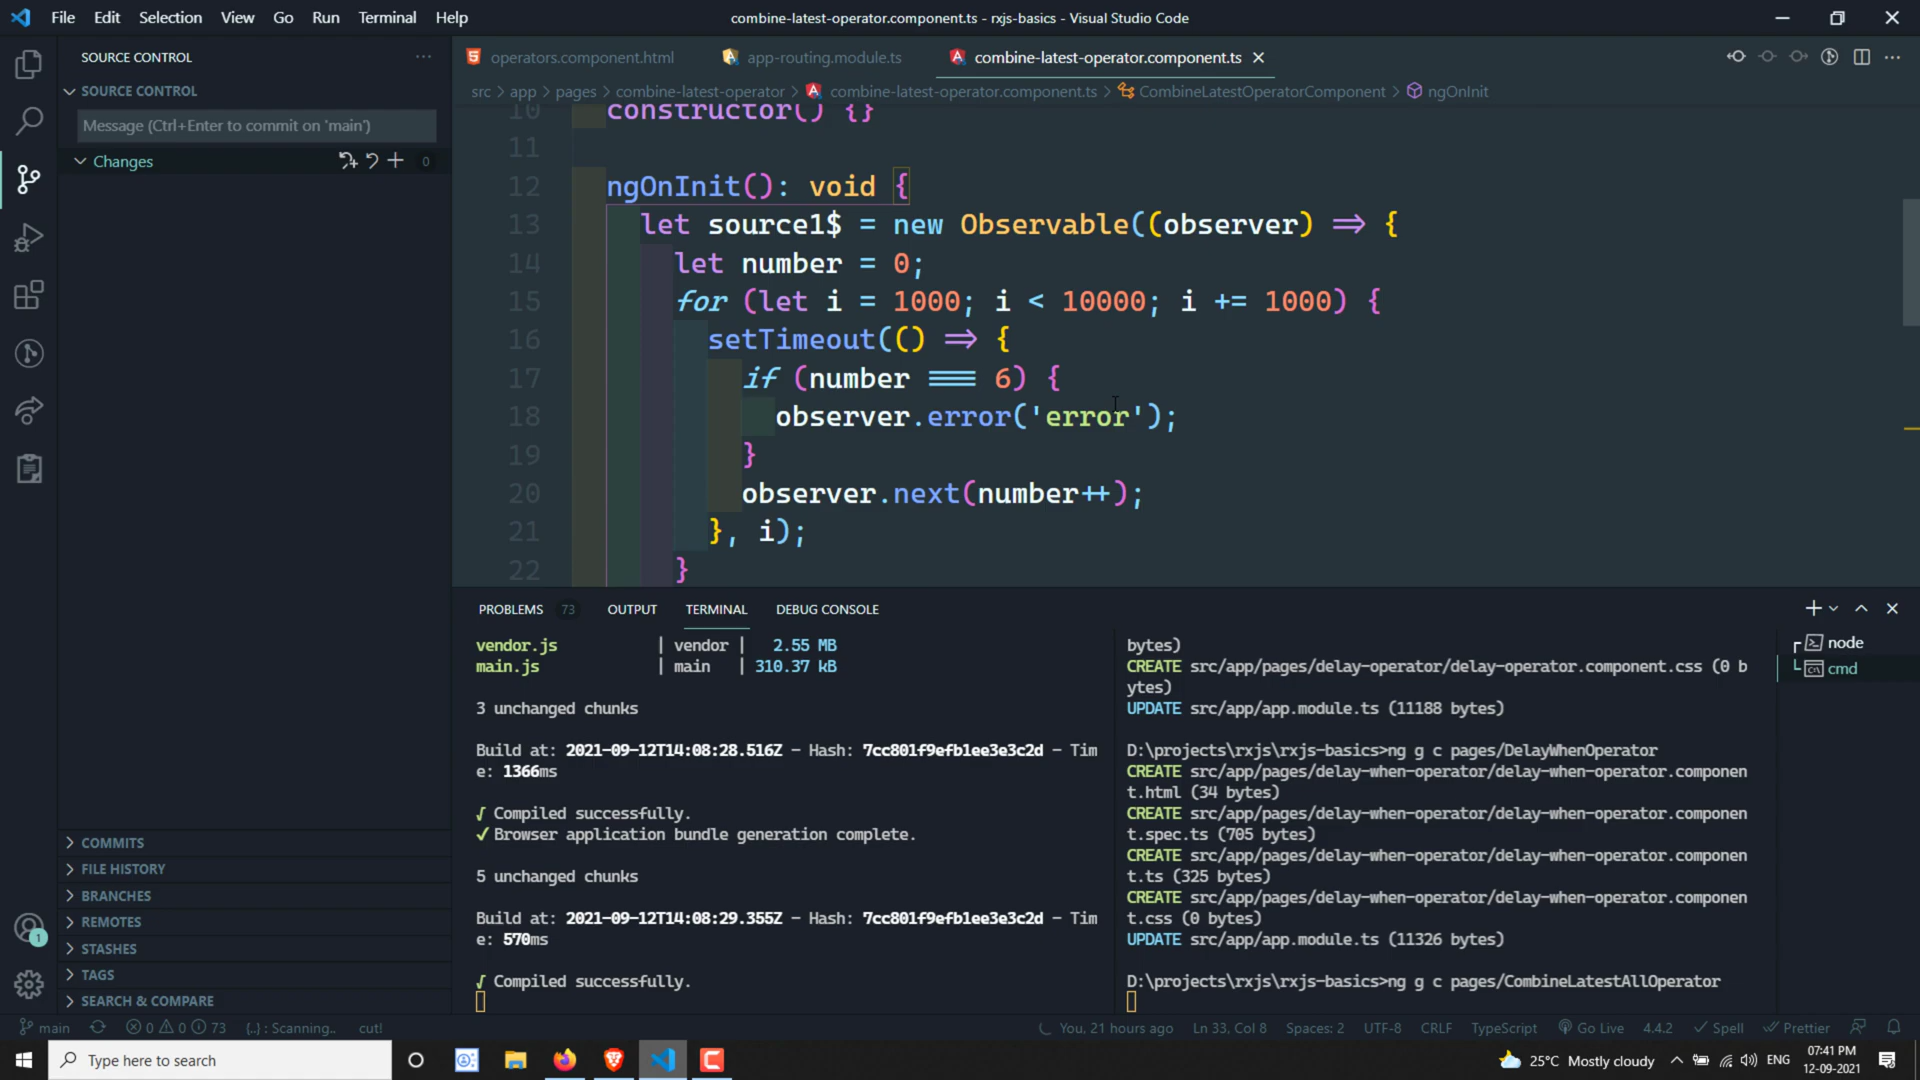 File Edit Selection View Go Run Terminal Help
combine-latest-operator.component.ts - rxjs-basics - Visual Studio Code
SOURCE CONTROL
SOURCE CONTROL
Message (Ctrl+Enter to commit on 'main')
Changes 0
COMMITS
FILE HISTORY
BRANCHES
REMOTES
STASHES
TAGS
SEARCH & COMPARE
1
operators.component.html
app-routing.module.ts
combine-latest-operator.component.ts
src > app > pages > combine-latest-operator > combine-latest-operator.component.ts > CombineLatestOperatorComponent > ngOnInit
10 constructor() {}
11
12 ngOnInit(): void {
13 let source1$ = new Observable((observer) => {
14 let number = 0;
15 for (let i = 1000; i < 10000; i += 1000) {
16 setTimeout(() => {
17 if (number === 6) {
18 observer.error('error');
19 }
20 observer.next(number++);
21 }, i);
22 }
PROBLEMS 73 OUTPUT TERMINAL DEBUG CONSOLE
vendor.js | vendor | 2.55 MB
main.js | main | 310.37 kB
3 unchanged chunks
Build at: 2021-09-12T14:08:28.516Z - Hash: 7cc801f9efb1ee3e3c2d - Tim
e: 1366ms
√ Compiled successfully.
✓ Browser application bundle generation complete.
5 unchanged chunks
Build at: 2021-09-12T14:08:29.355Z - Hash: 7cc801f9efb1ee3e3c2d - Tim
e: 570ms
√ Compiled successfully.
bytes)
CREATE src/app/pages/delay-operator/delay-operator.component.css (0 b
ytes)
UPDATE src/app/app.module.ts (11188 bytes)
D:\projects\rxjs\rxjs-basics>ng g c pages/DelayWhenOperator
CREATE src/app/pages/delay-when-operator/delay-when-operator.componen
t.html (34 bytes)
CREATE src/app/pages/delay-when-operator/delay-when-operator.componen
t.spec.ts (705 bytes)
CREATE src/app/pages/delay-when-operator/delay-when-operator.componen
t.ts (325 bytes)
CREATE src/app/pages/delay-when-operator/delay-when-operator.componen
t.css (0 bytes)
UPDATE src/app/app.module.ts (11326 bytes)
D:\projects\rxjs\rxjs-basics>ng g c pages/CombineLatestAllOperator
node
cmd
main 0 0 73 {..} : Scanning.. cut! You, 21 hours ago Ln 33, Col 8 Spaces: 2 UTF-8 CRLF TypeScript Go Live 4.4.2 Spell Prettier
Type here to search
25°C Mostly cloudy ENG
07:41 PM
12-09-2021